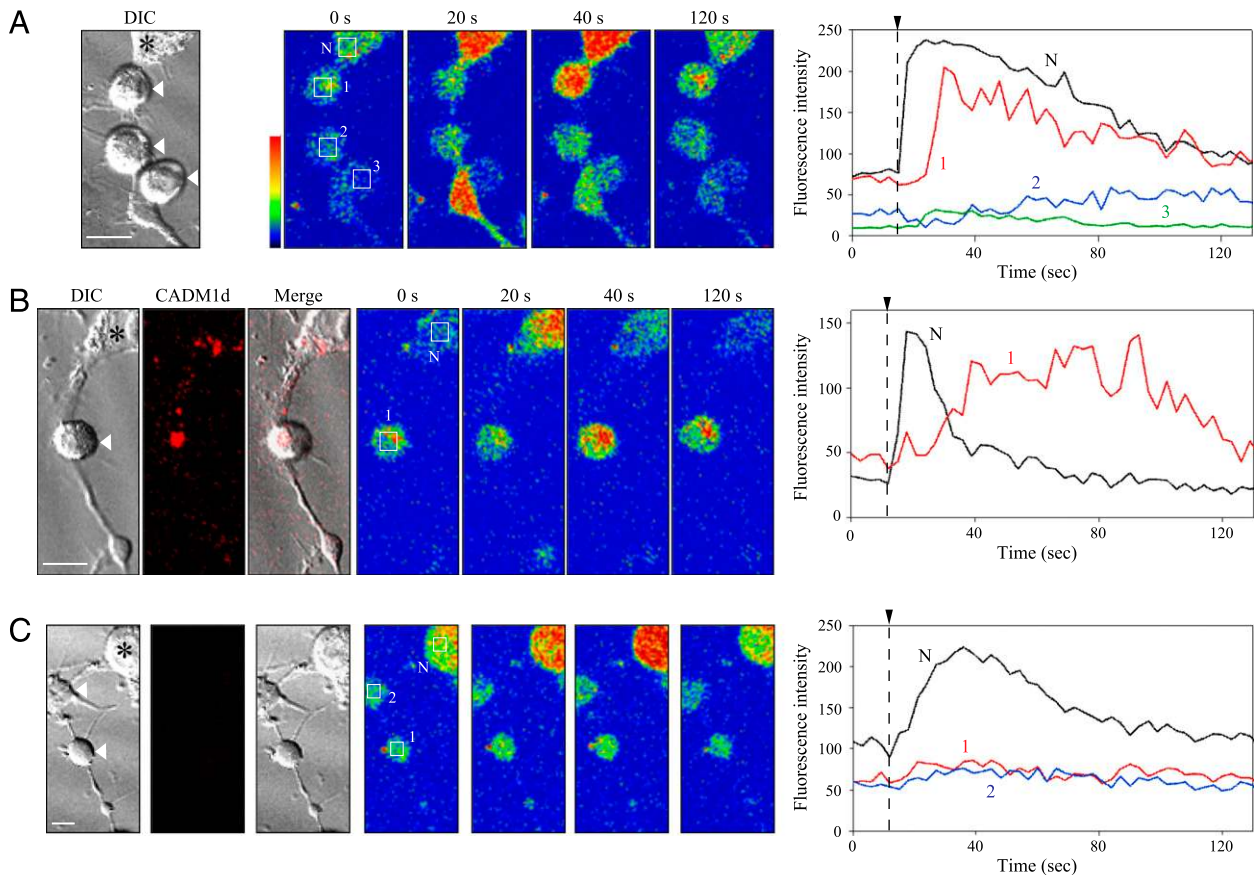 A
DIC
0 s
20 s
40 s
120 s
*
N
1
2
3
Fluorescence intensity
250
200
150
100
50
0
N
1
2
3
0
40
80
120
Time (sec)
B
DIC
CADM1d
Merge
0 s
20 s
40 s
120 s
*
N
1
Fluorescence intensity
150
100
50
0
N
1
0
40
80
120
Time (sec)
C
*
N
2
1
Fluorescence intensity
250
200
150
100
50
0
N
1
2
0
40
80
120
Time (sec)